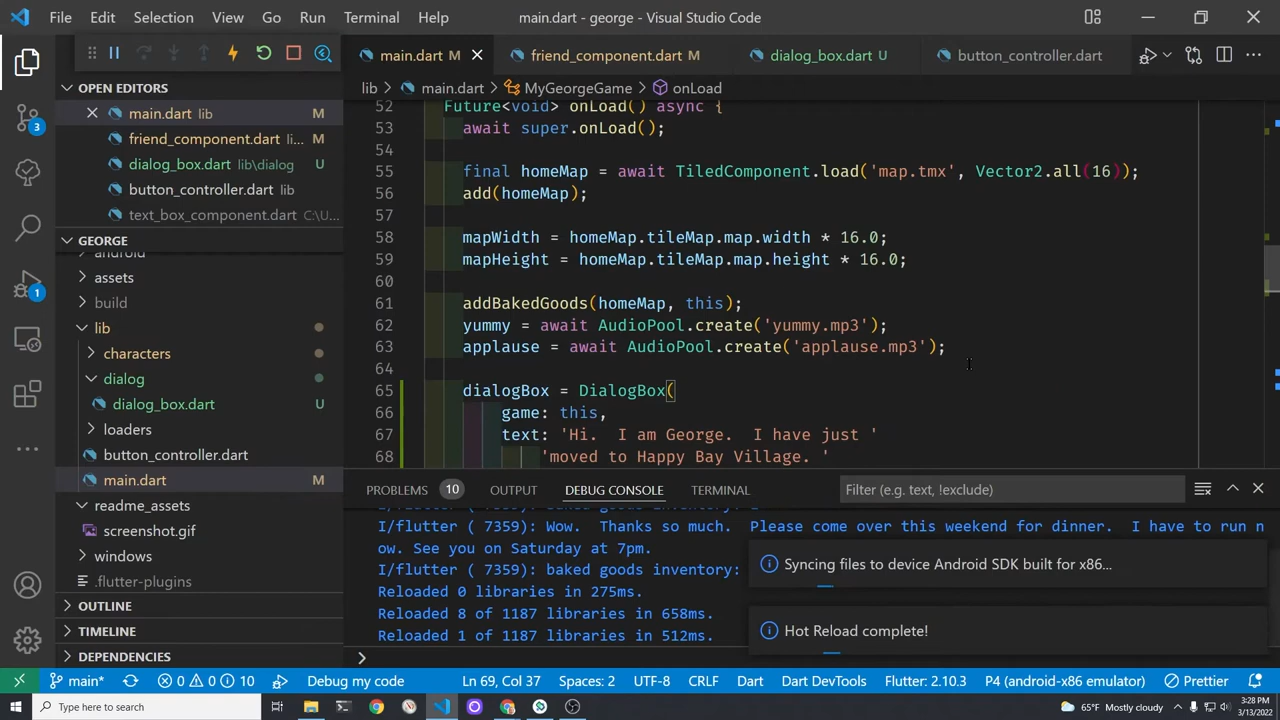 File Edit Selection View Go Run Terminal Help main.dart - george - Visual Studio Code
main.dart M friend_component.dart M dialog_box.dart U button_controller.dart
lib main.dart MyGeorgeGame onLoad
OPEN EDITORS
main.dart lib M
friend_component.dart li... M
dialog_box.dart lib\dialog U
button_controller.dart lib
text_box_component.dart C:\U...
GEORGE
android
assets
build
lib
characters
dialog
dialog_box.dart U
loaders
button_controller.dart
main.dart M
readme_assets
screenshot.gif
windows
.flutter-plugins
OUTLINE
TIMELINE
DEPENDENCIES
3
1
52 Future<void> onLoad() async {
53 await super.onLoad();
54
55 final homeMap = await TiledComponent.load('map.tmx', Vector2.all(16));
56 add(homeMap);
57
58 mapWidth = homeMap.tileMap.map.width * 16.0;
59 mapHeight = homeMap.tileMap.map.height * 16.0;
60
61 addBakedGoods(homeMap, this);
62 yummy = await AudioPool.create('yummy.mp3');
63 applause = await AudioPool.create('applause.mp3');
64
65 dialogBox = DialogBox(
66 game: this,
67 text: 'Hi.  I am George.  I have just '
68 'moved to Happy Bay Village. '
PROBLEMS 10 OUTPUT DEBUG CONSOLE TERMINAL Filter (e.g. text, !exclude)
I/flutter ( 7359): Wow.  Thanks so much.  Please come over this weekend for dinner.  I have to run n
ow. See you on Saturday at 7pm.
I/flutter ( 7359): baked goods inventory:
Reloaded 0 libraries in 275ms.
Reloaded 8 of 1187 libraries in 658ms.
Reloaded 1 of 1187 libraries in 512ms.
Syncing files to device Android SDK built for x86...
Hot Reload complete!
main* 0 0 10 Debug my code Ln 69, Col 37 Spaces: 2 UTF-8 CRLF Dart Dart DevTools Flutter: 2.10.3 P4 (android-x86 emulator) Prettier
Type here to search 65°F Mostly cloudy 3:28 PM
3/13/2022